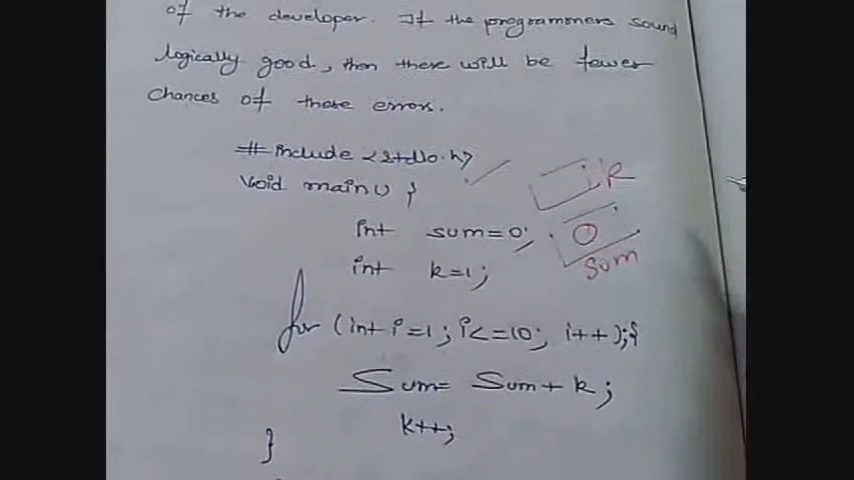 of the developer. If the programmers sound
logically good, then there will be fewer
chances of these errors.
# include <stdio.h>
void main() {
int sum=0;
int k=1;
for (int i=1; i<=10; i++);{
Sum= Sum+k;
k++;
}
k
0
Sum